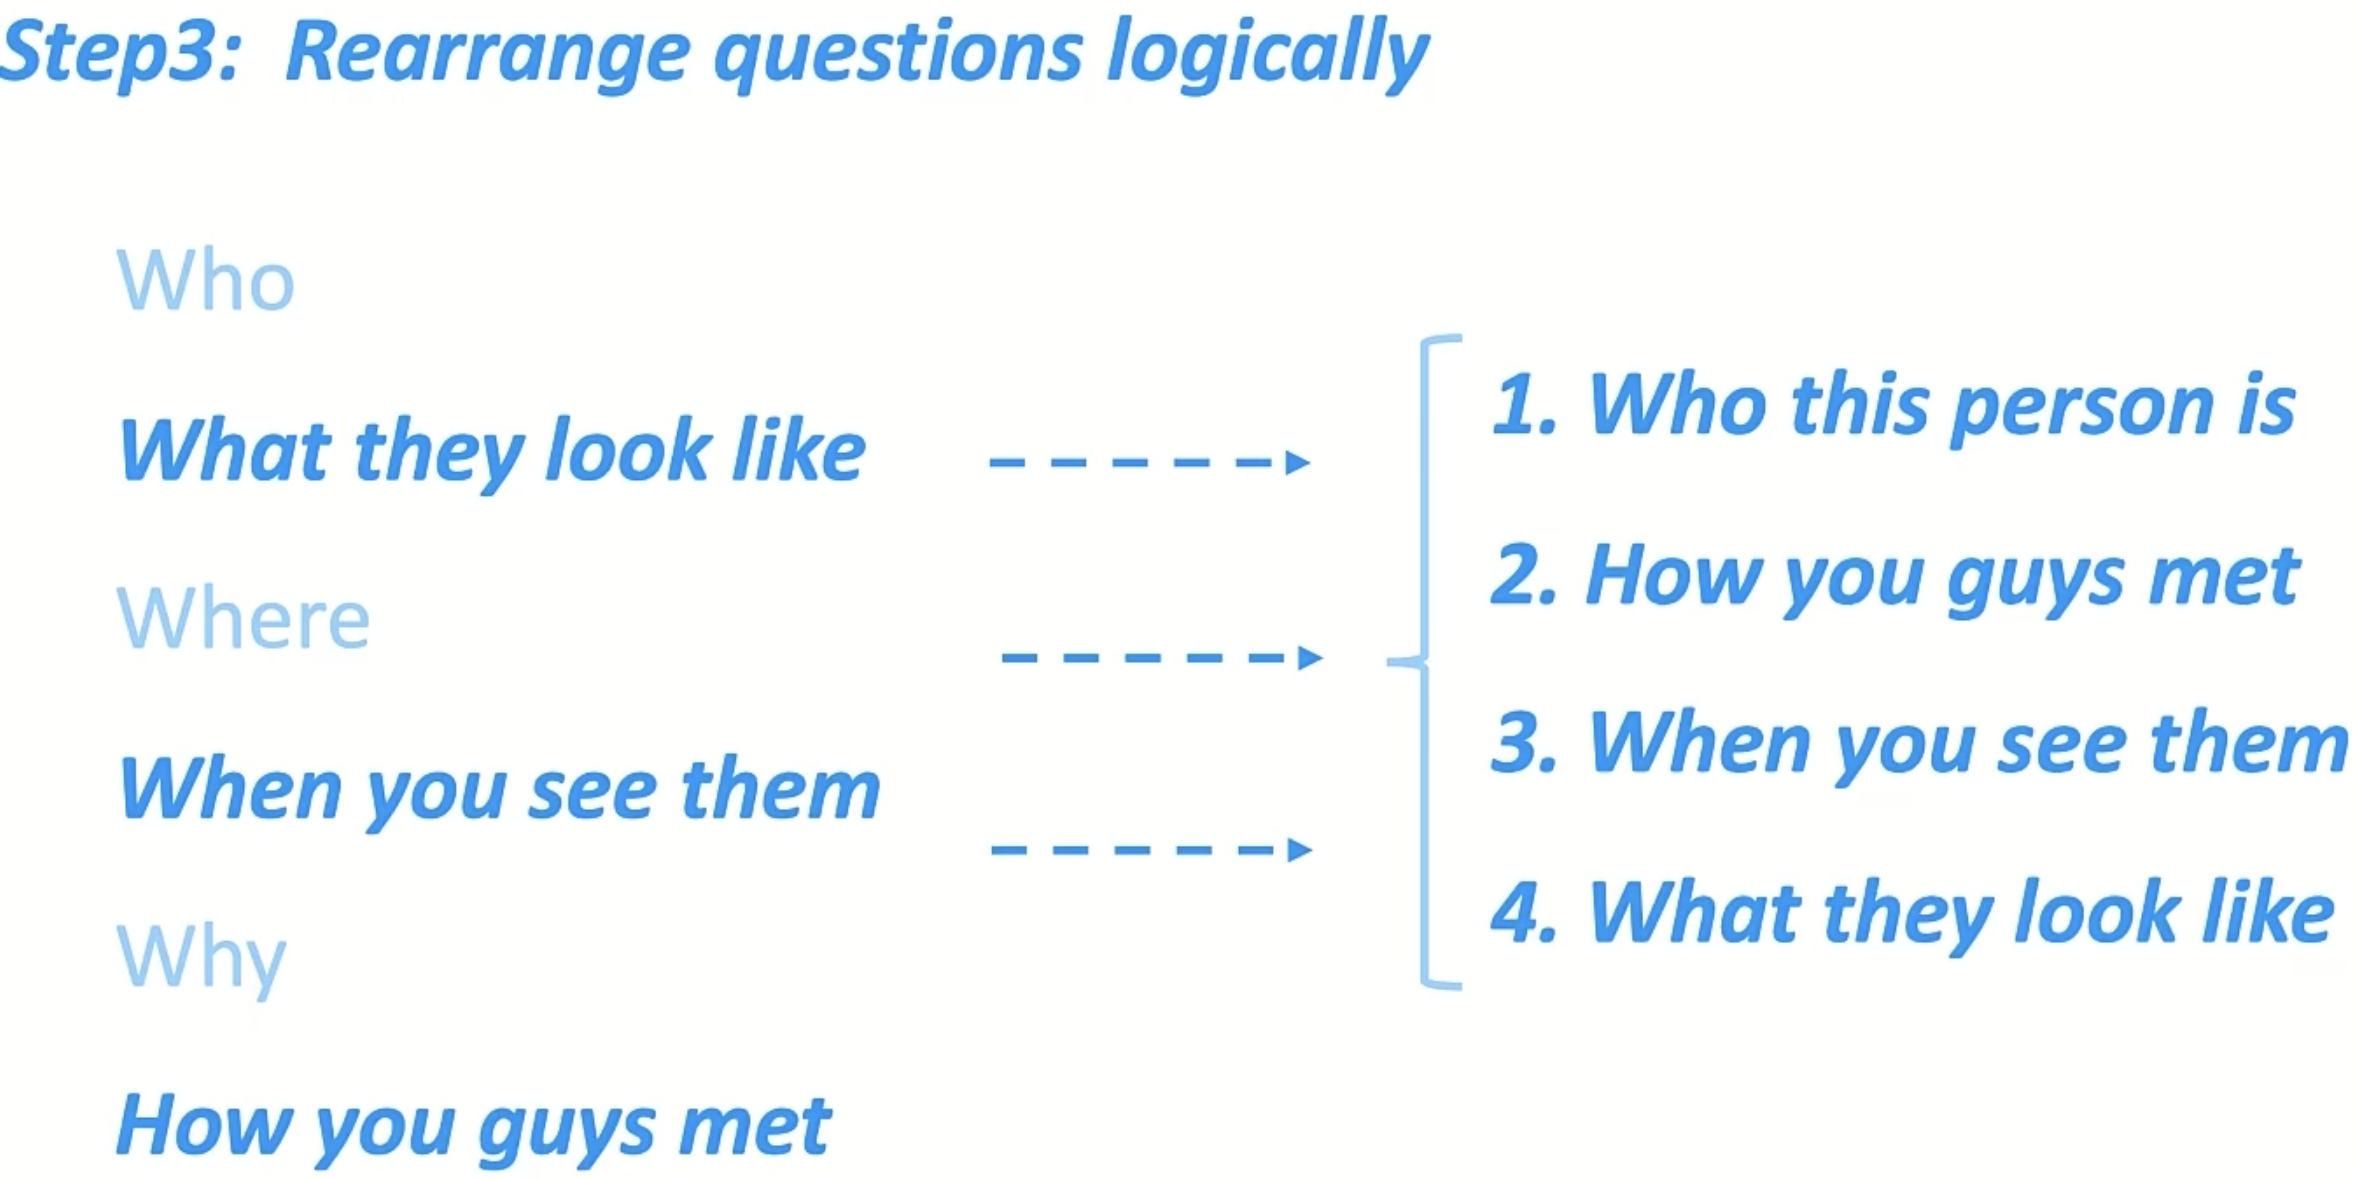 Step3: Rearrange questions logically
Who
What they look like
Where
When you see them
Why
How you guys met
1. Who this person is
2. How you guys met
3. When you see them
4. What they look like